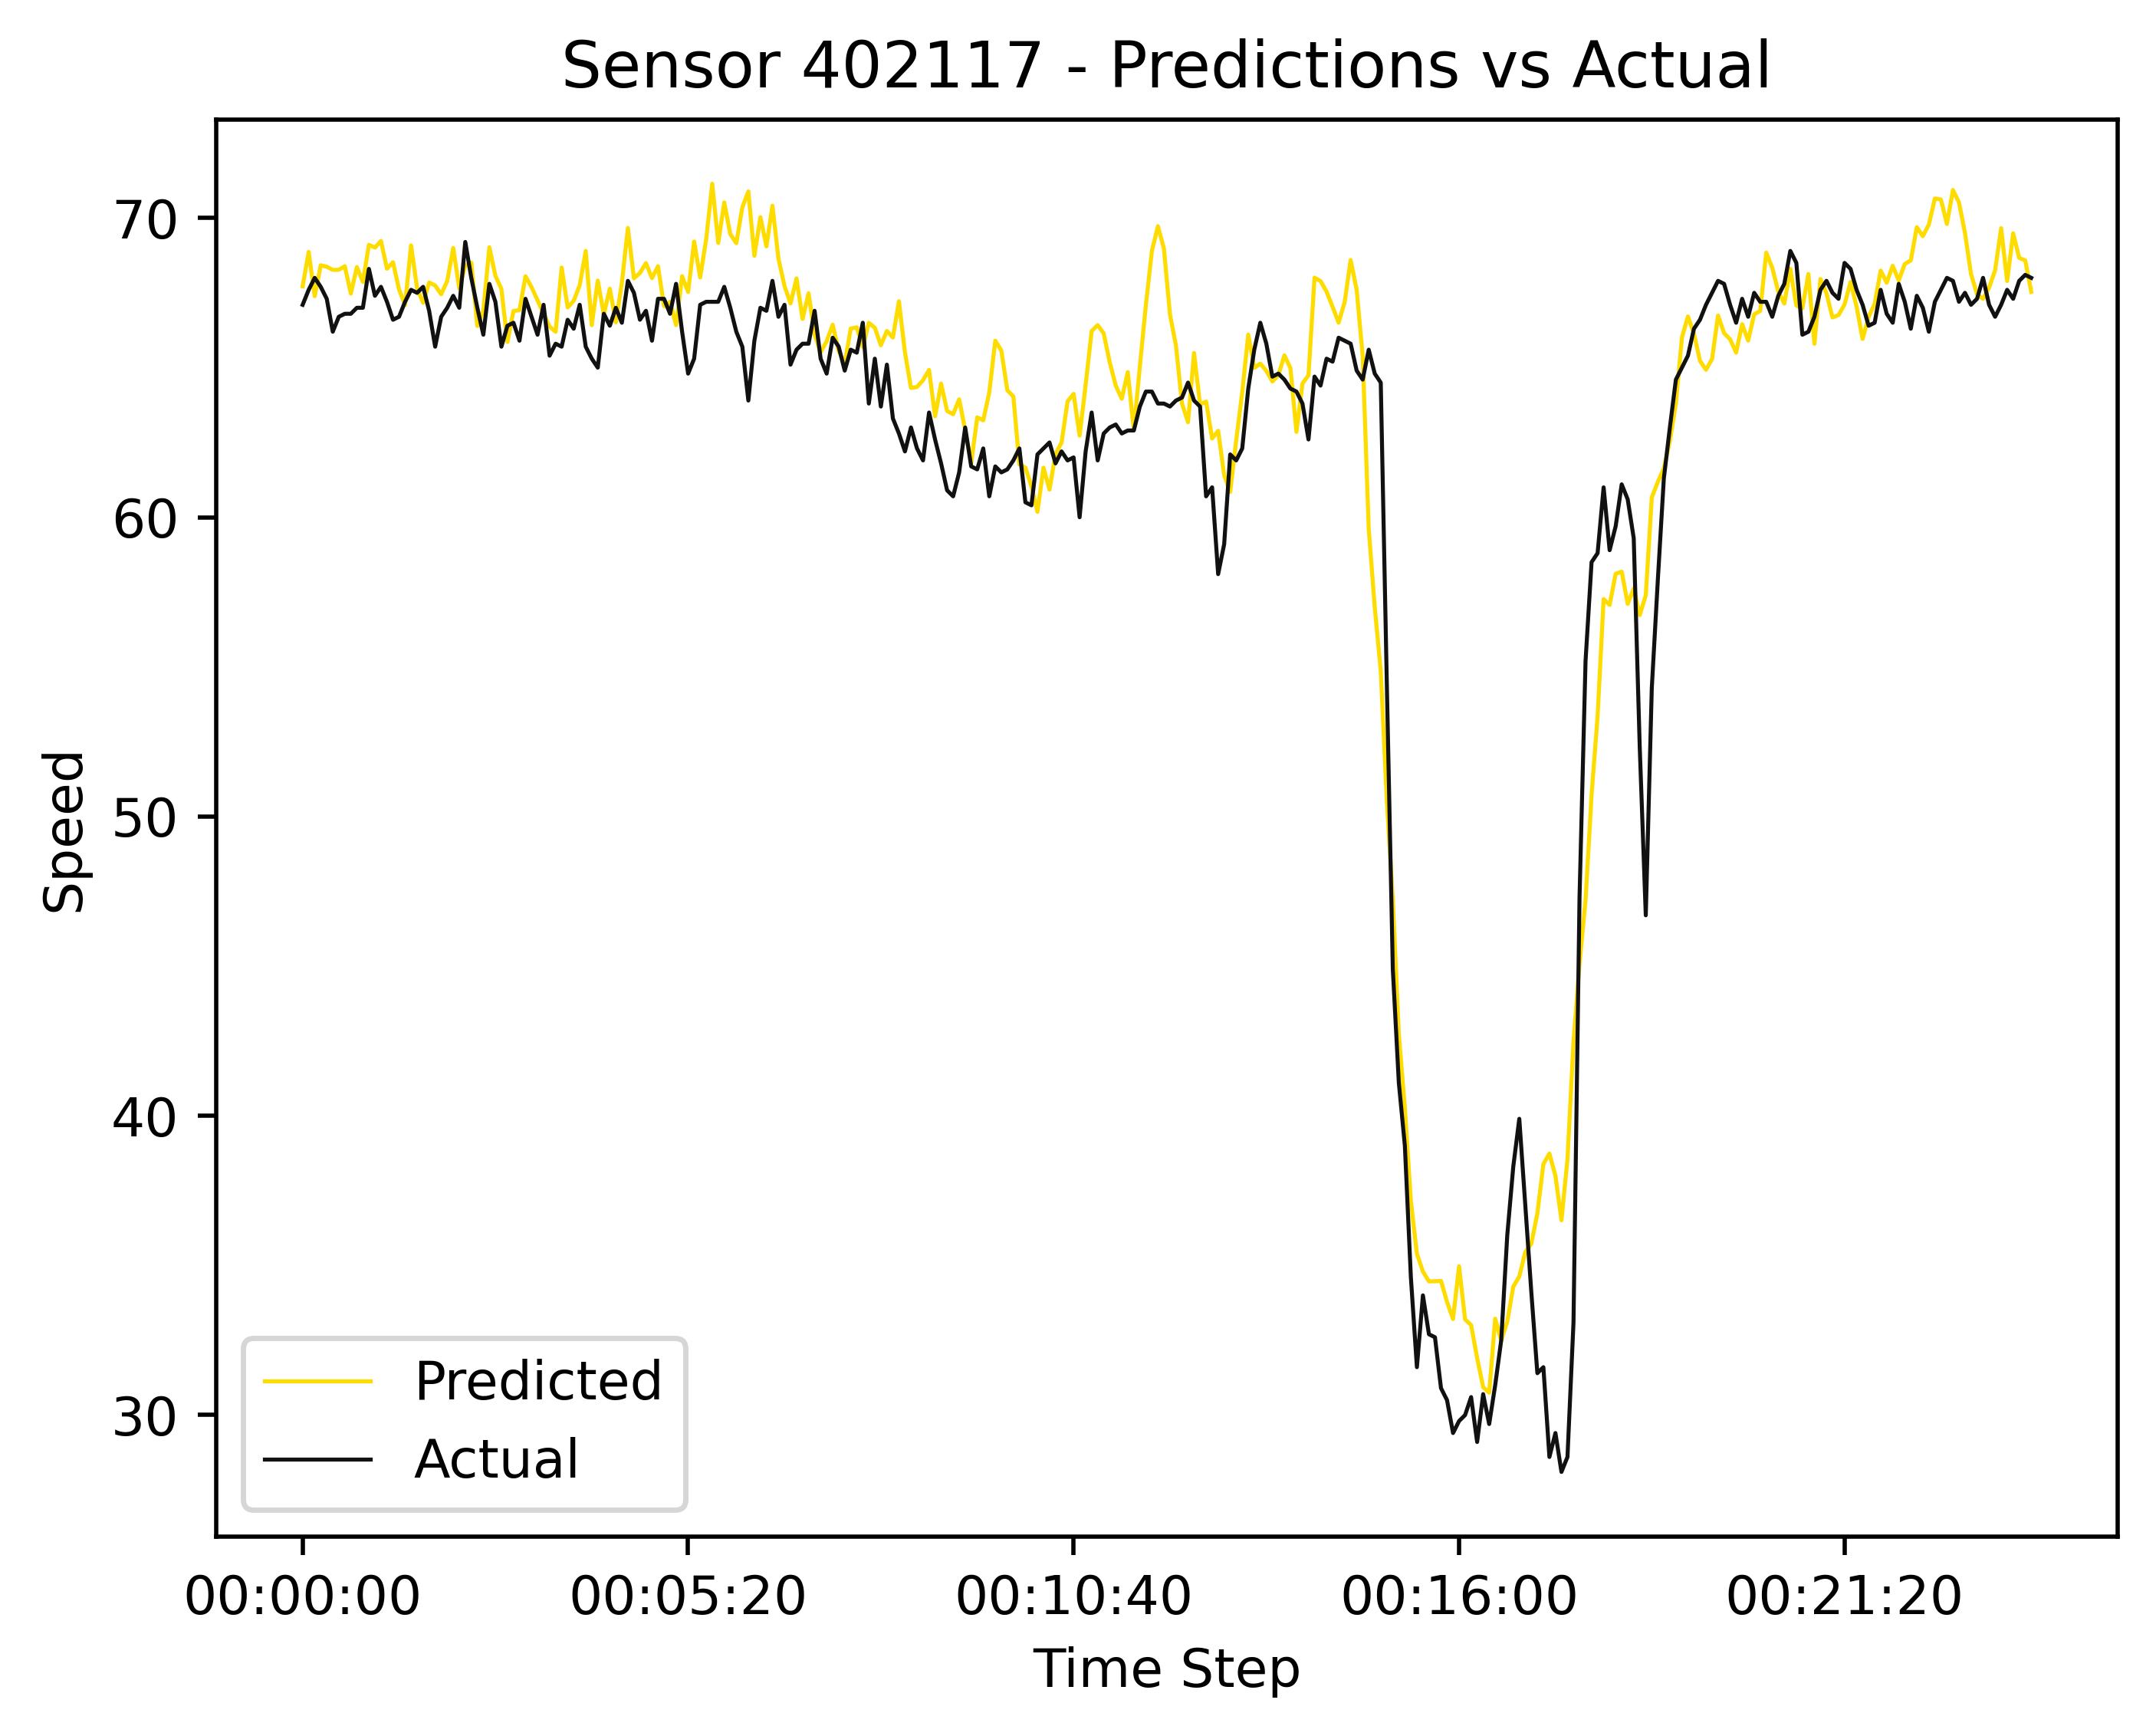 Sensor 402117 - Predictions vs Actual
70
60
50
40
30
Speed
Predicted
Actual
00:00:00 00:05:20 00:10:40 00:16:00 00:21:20
Time Step